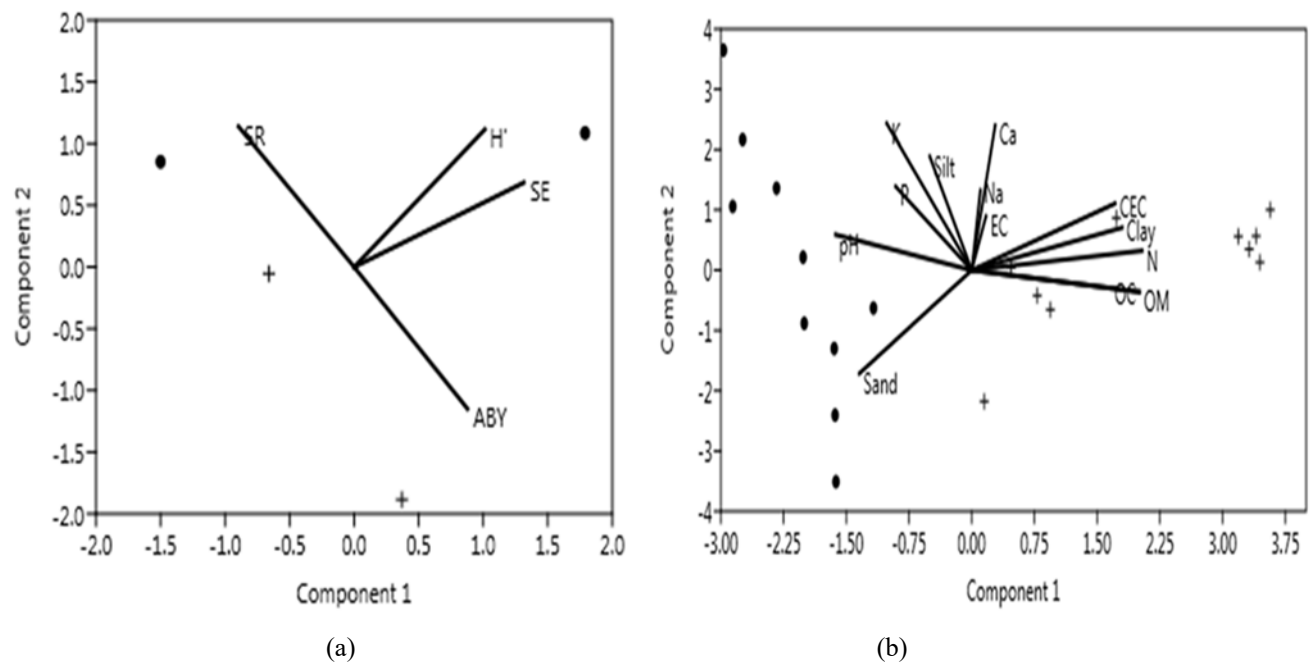 2.0
1.5
1.0
0.5
0.0
-0.5
-1.0
-1.5
-2.0
Component 2
SR
H'
SE
ABY
-2.0 -1.5 -1.0 -0.5 0.0 0.5 1.0 1.5 2.0
Component 1
(a)
4
3
2
1
0
-1
-2
-3
-4
Component 2
K
Ca
Silt
P
Na
CEC
EC
Clay
pH
N
OC
OM
Sand
-3.00 -2.25 -1.50 -0.75 0.00 0.75 1.50 2.25 3.00 3.75
Component 1
(b)